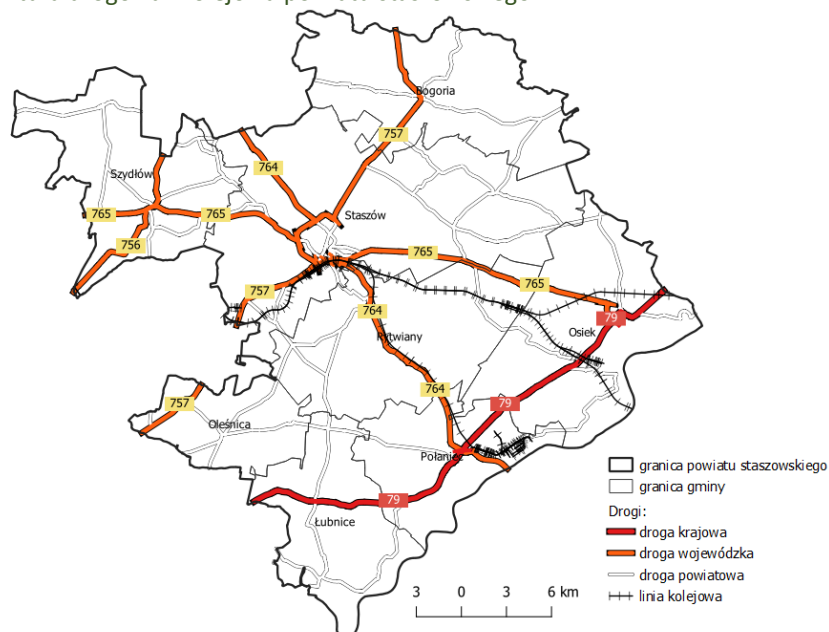 Bogoria
757
764
Szydłów
Staszów
765
765
756
765
765
757
764
79
Osiek
Rytwiany
764
757
79
Oleśnica
Połaniec
79
Łubnice
granica powiatu staszowskiego
granica gminy
Drogi:
droga krajowa
droga wojewódzka
droga powiatowa
linia kolejowa
3 0 3 6 km